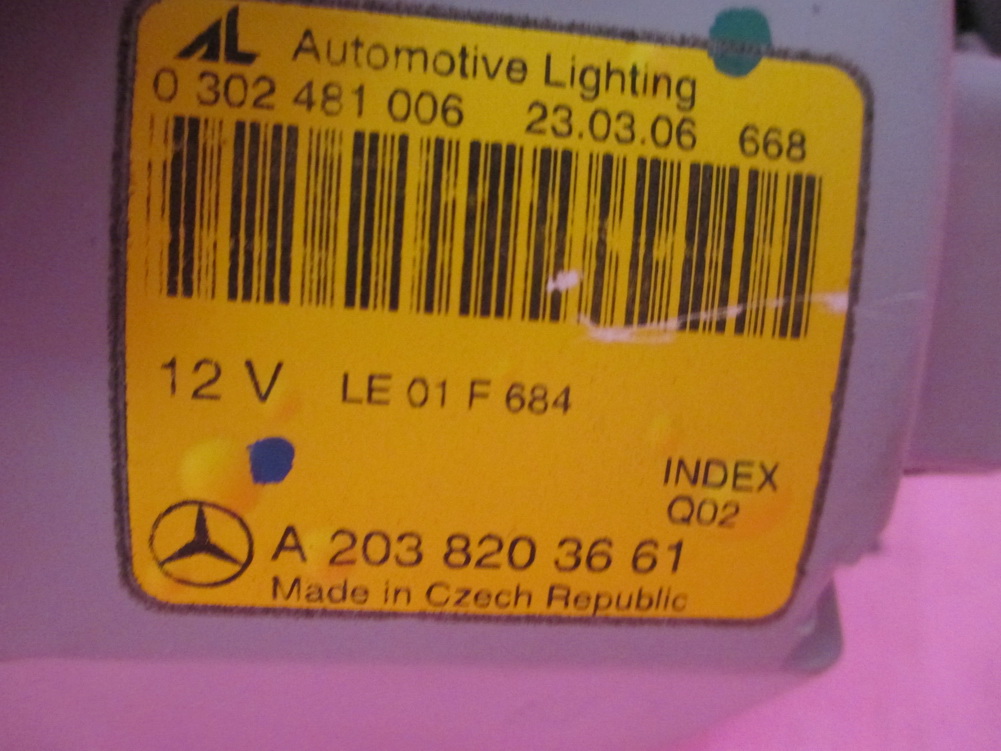 AL Automotive Lighting
0 302 481 006 23.03.06 668
12 V LE 01 F 684
INDEX
Q02
A 203 820 36 61
Made in Czech Republic